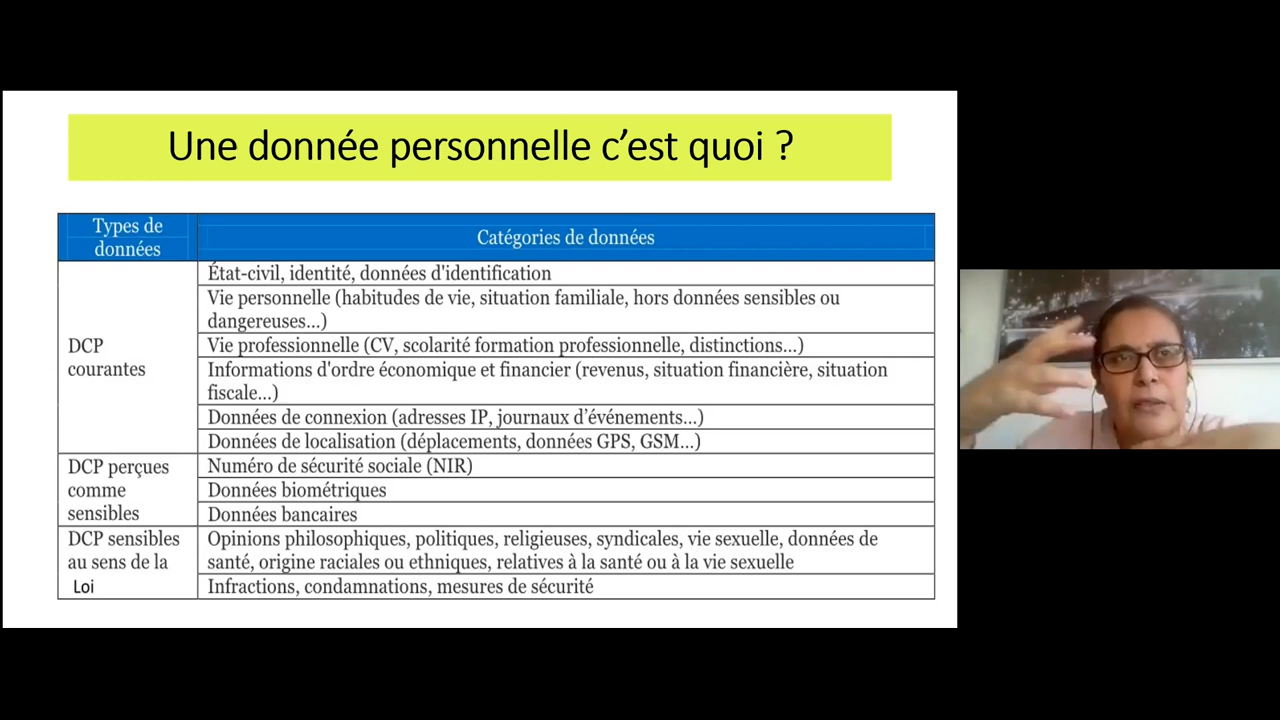 Une donnée personnelle c’est quoi ?
Types de
données
Catégories de données
DCP
courantes
État-civil, identité, données d'identification
Vie personnelle (habitudes de vie, situation familiale, hors données sensibles ou
dangereuses…)
Vie professionnelle (CV, scolarité formation professionnelle, distinctions…)
Informations d'ordre économique et financier (revenus, situation financière, situation
fiscale…)
Données de connexion (adresses IP, journaux d’événements…)
Données de localisation (déplacements, données GPS, GSM…)
DCP perçues
comme
sensibles
Numéro de sécurité sociale (NIR)
Données biométriques
Données bancaires
DCP sensibles
au sens de la
Loi
Opinions philosophiques, politiques, religieuses, syndicales, vie sexuelle, données de
santé, origine raciales ou ethniques, relatives à la santé ou à la vie sexuelle
Infractions, condamnations, mesures de sécurité